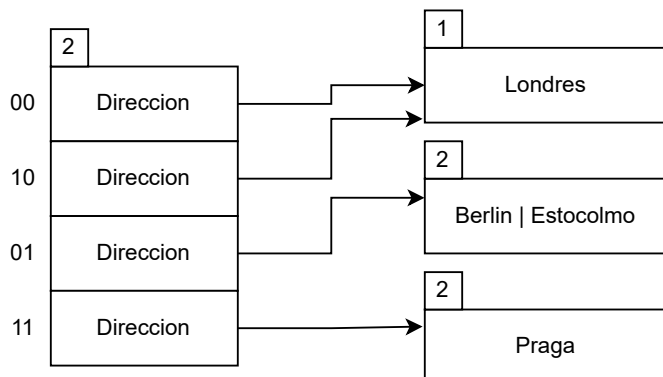 2
00 Direccion
10 Direccion
01 Direccion
11 Direccion
1
Londres
2
Berlin | Estocolmo
2
Praga